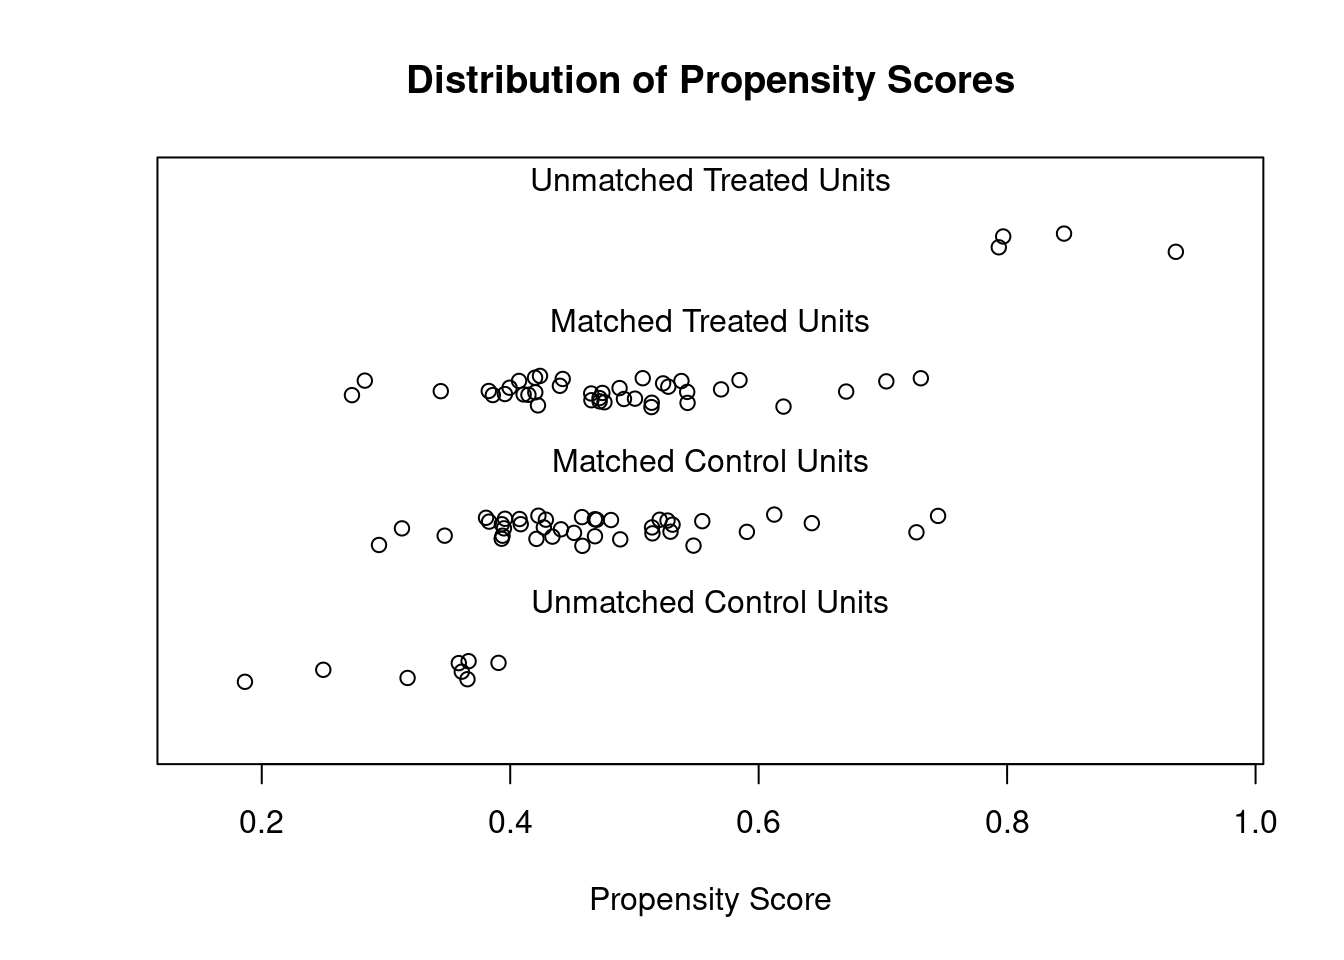 Distribution of Propensity Scores
Unmatched Treated Units
Matched Treated Units
Matched Control Units
Unmatched Control Units
0.2 0.4 0.6 0.8 1.0
Propensity Score